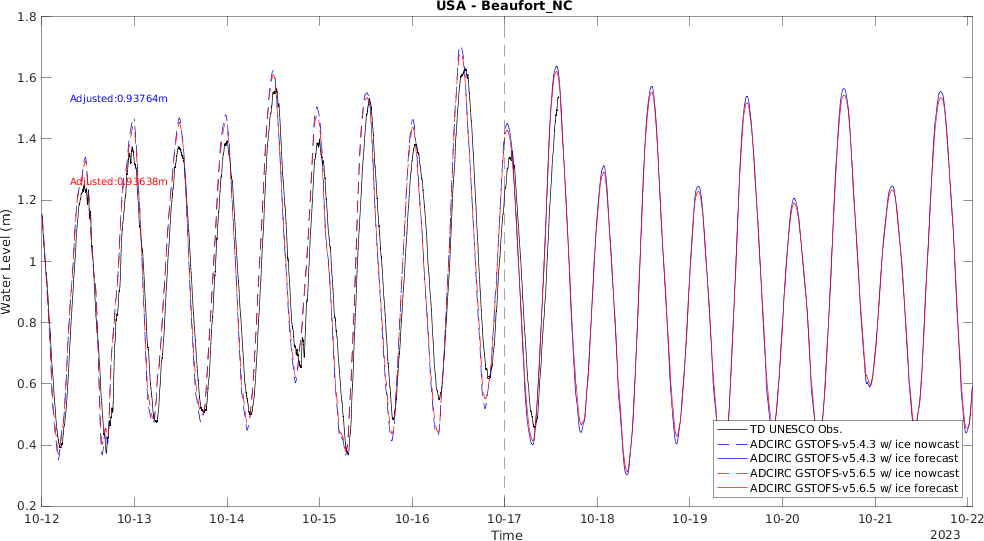 USA - Beaufort_NC
1.8
1.6
1.4
1.2
1
0.8
0.6
0.4
0.2
Water Level (m)
Adjusted:0.93764m
Adjusted:0.93638m
TD UNESCO Obs.
ADCIRC GSTOFS-v5.4.3 w/ ice nowcast
ADCIRC GSTOFS-v5.4.3 w/ ice forecast
ADCIRC GSTOFS-v5.6.5 w/ ice nowcast
ADCIRC GSTOFS-v5.6.5 w/ ice forecast
10-12 10-13 10-14 10-15 10-16 10-17 10-18 10-19 10-20 10-21 10-22
Time
2023